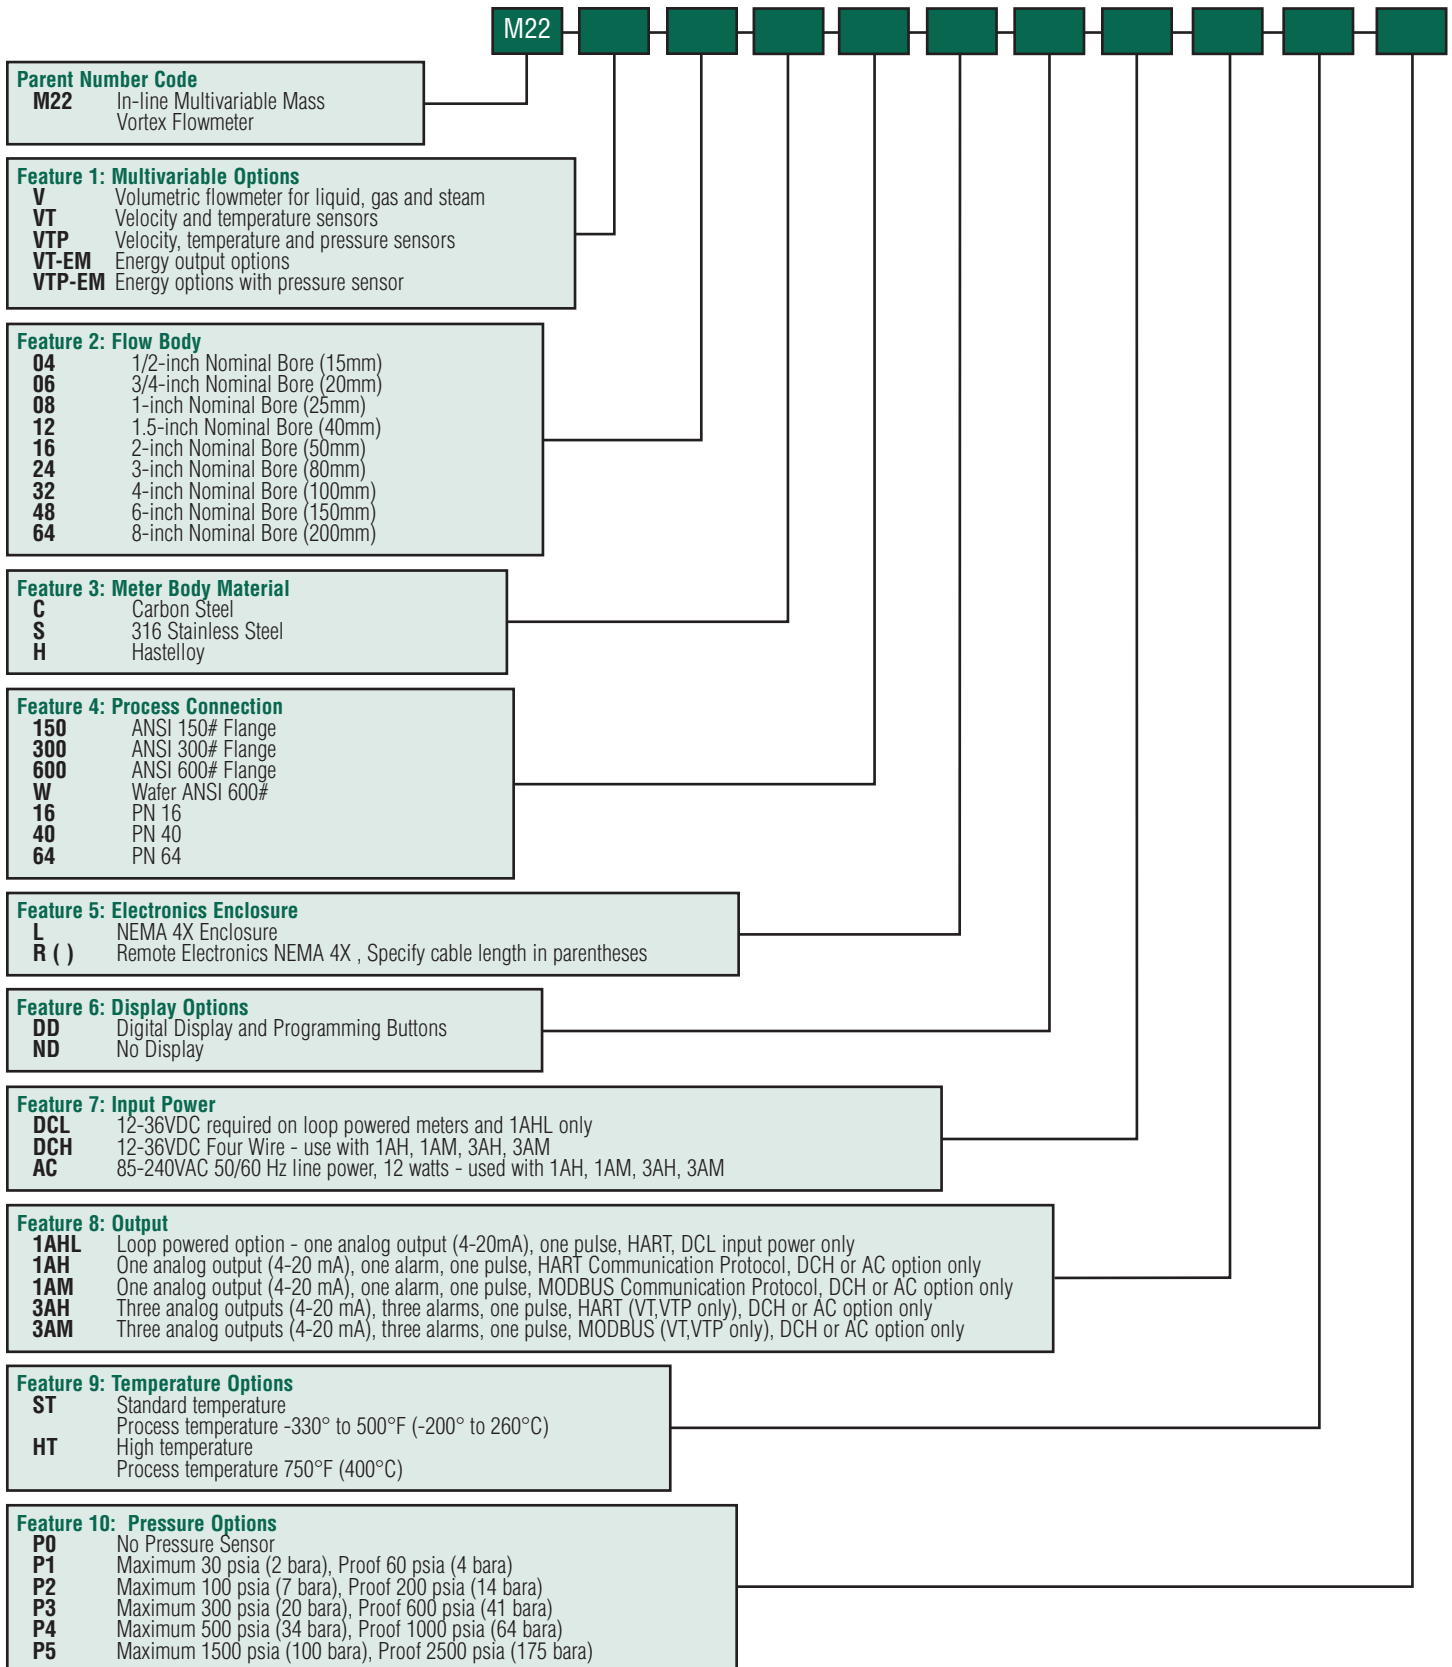 M22
Parent Number Code
M22 In-line Multivariable Mass
Vortex Flowmeter
Feature 1: Multivariable Options
V Volumetric flowmeter for liquid, gas and steam
VT Velocity and temperature sensors
VTP Velocity, temperature and pressure sensors
VT-EM Energy output options
VTP-EM Energy options with pressure sensor
Feature 2: Flow Body
04 1/2-inch Nominal Bore (15mm)
06 3/4-inch Nominal Bore (20mm)
08 1-inch Nominal Bore (25mm)
12 1.5-inch Nominal Bore (40mm)
16 2-inch Nominal Bore (50mm)
24 3-inch Nominal Bore (80mm)
32 4-inch Nominal Bore (100mm)
48 6-inch Nominal Bore (150mm)
64 8-inch Nominal Bore (200mm)
Feature 3: Meter Body Material
C Carbon Steel
S 316 Stainless Steel
H Hastelloy
Feature 4: Process Connection
150 ANSI 150# Flange
300 ANSI 300# Flange
600 ANSI 600# Flange
W Wafer ANSI 600#
16 PN 16
40 PN 40
64 PN 64
Feature 5: Electronics Enclosure
L NEMA 4X Enclosure
R ( ) Remote Electronics NEMA 4X , Specify cable length in parentheses
Feature 6: Display Options
DD Digital Display and Programming Buttons
ND No Display
Feature 7: Input Power
DCL 12-36VDC required on loop powered meters and 1AHL only
DCH 12-36VDC Four Wire - use with 1AH, 1AM, 3AH, 3AM
AC 85-240VAC 50/60 Hz line power, 12 watts - used with 1AH, 1AM, 3AH, 3AM
Feature 8: Output
1AHL Loop powered option - one analog output (4-20mA), one pulse, HART, DCL input power only
1AH One analog output (4-20 mA), one alarm, one pulse, HART Communication Protocol, DCH or AC option only
1AM One analog output (4-20 mA), one alarm, one pulse, MODBUS Communication Protocol, DCH or AC option only
3AH Three analog outputs (4-20 mA), three alarms, one pulse, HART (VT,VTP only), DCH or AC option only
3AM Three analog outputs (4-20 mA), three alarms, one pulse, MODBUS (VT,VTP only), DCH or AC option only
Feature 9: Temperature Options
ST Standard temperature
Process temperature -330° to 500°F (-200° to 260°C)
HT High temperature
Process temperature 750°F (400°C)
Feature 10: Pressure Options
P0 No Pressure Sensor
P1 Maximum 30 psia (2 bara), Proof 60 psia (4 bara)
P2 Maximum 100 psia (7 bara), Proof 200 psia (14 bara)
P3 Maximum 300 psia (20 bara), Proof 600 psia (41 bara)
P4 Maximum 500 psia (34 bara), Proof 1000 psia (64 bara)
P5 Maximum 1500 psia (100 bara), Proof 2500 psia (175 bara)